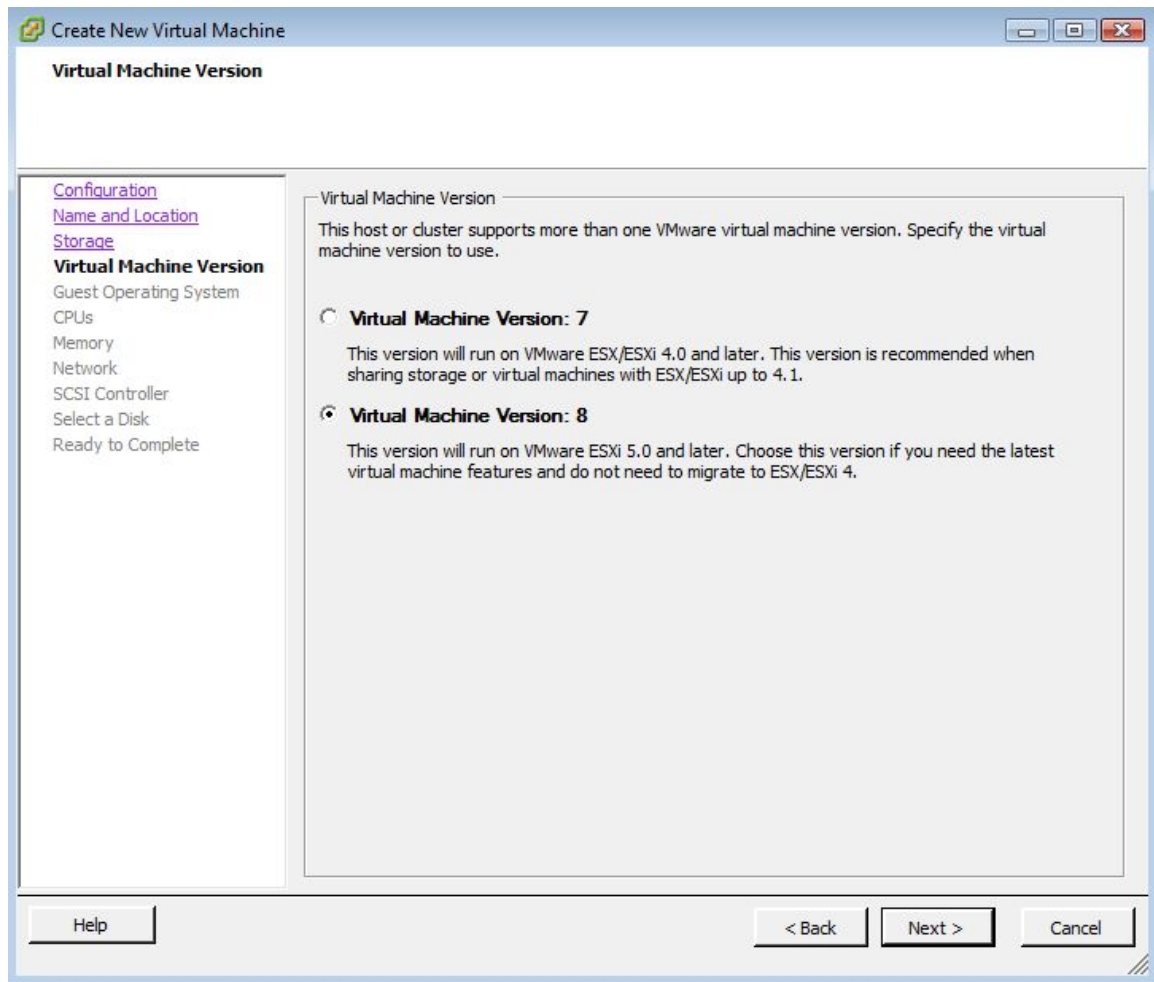 Create New Virtual Machine
Virtual Machine Version
Configuration
Name and Location
Storage
Virtual Machine Version
Guest Operating System
CPUs
Memory
Network
SCSI Controller
Select a Disk
Ready to Complete
Virtual Machine Version
This host or cluster supports more than one VMware virtual machine version. Specify the virtual
machine version to use.
Virtual Machine Version: 7
This version will run on VMware ESX/ESXi 4.0 and later. This version is recommended when
sharing storage or virtual machines with ESX/ESXi up to 4.1.
Virtual Machine Version: 8
This version will run on VMware ESXi 5.0 and later. Choose this version if you need the latest
virtual machine features and do not need to migrate to ESX/ESXi 4.
Help
< Back
Next >
Cancel